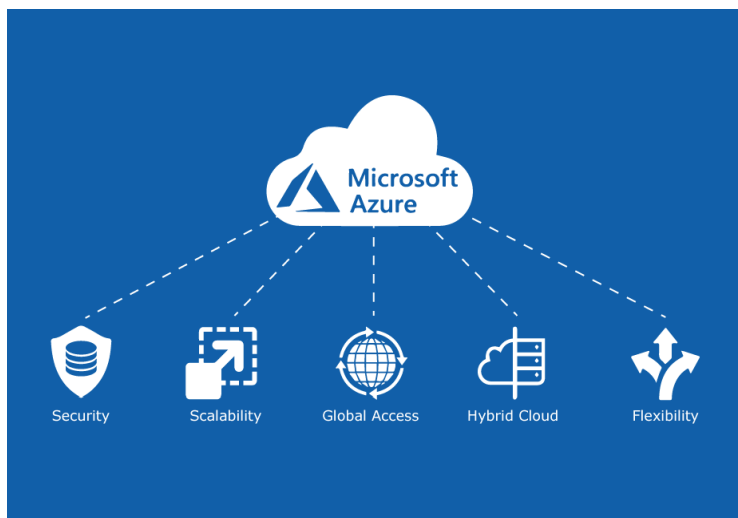 Microsoft
Azure
Security
Scalability
Global Access
Hybrid Cloud
Flexibility